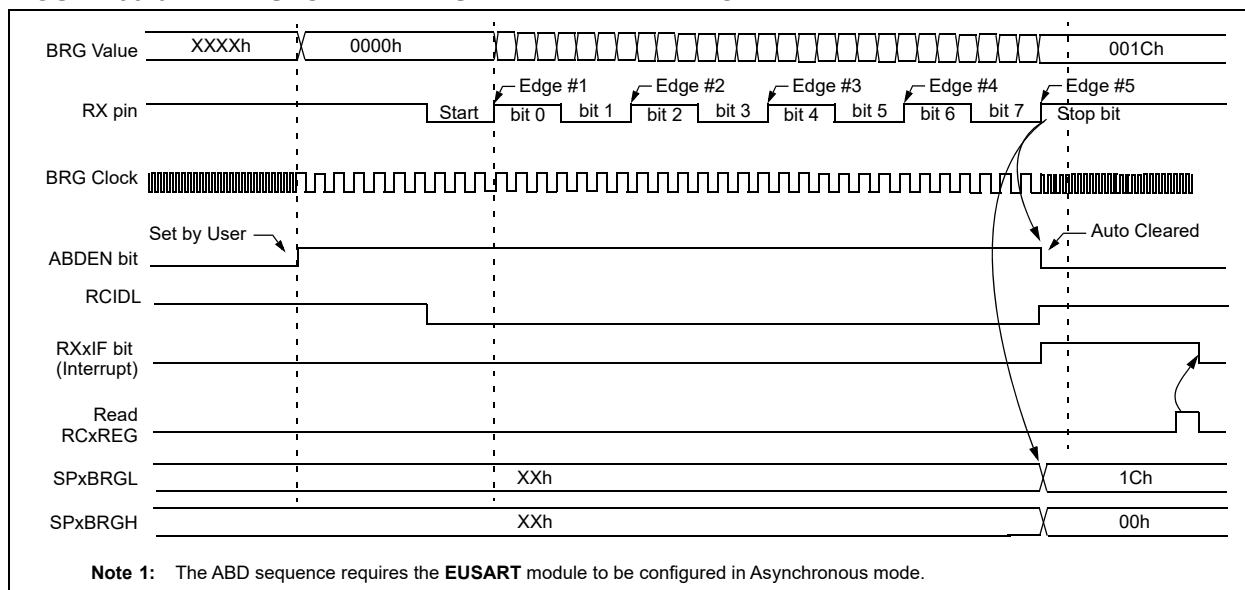 BRG Value XXXXh 0000h 001Ch
Edge #1 Edge #2 Edge #3 Edge #4 Edge #5
RX pin Start bit 0 bit 1 bit 2 bit 3 bit 4 bit 5 bit 6 bit 7 Stop bit
BRG Clock
Set by User Auto Cleared
ABDEN bit
RCIDL
RXxIF bit
(Interrupt)
Read
RCxREG
SPxBRGL XXh 1Ch
SPxBRGH XXh 00h
Note 1: The ABD sequence requires the EUSART module to be configured in Asynchronous mode.